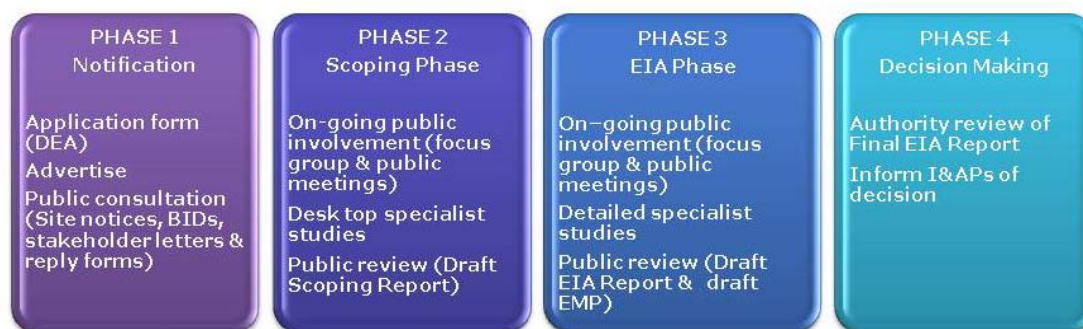 PHASE 1
Notification
Application form
(DEA)
Advertise
Public consultation
(Site notices, BIDs,
stakeholder letters &
reply forms)
PHASE 2
Scoping Phase
On-going public
involvement (focus
group & public
meetings)
Desk top specialist
studies
Public review (Draft
Scoping Report)
PHASE 3
EIA Phase
On–going public
involvement (focus
group & public
meetings)
Detailed specialist
studies
Public review (Draft
EIA Report & draft
EMP)
PHASE 4
Decision Making
Authority review of
Final EIA Report
Inform I&APs of
decision